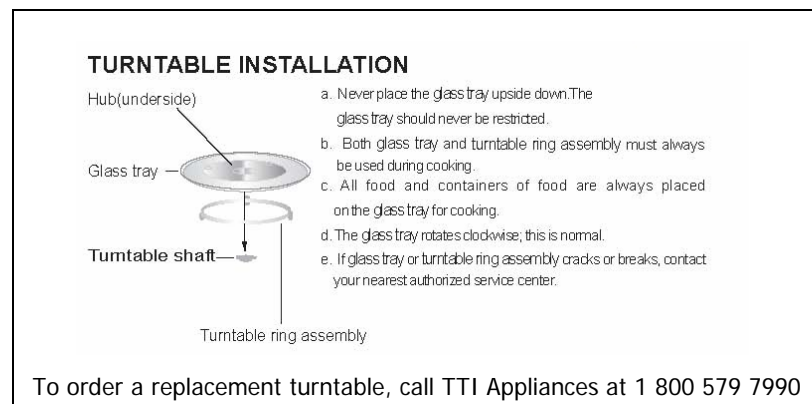 TURNTABLE INSTALLATION
Hub(underside)
Glass tray
Turntable shaft
Turntable ring assembly
a. Never place the glass tray upside down.The
glass tray should never be restricted.
b. Both glass tray and turntable ring assembly must always
be used during cooking.
c. All food and containers of food are always placed
on the glass tray for cooking.
d. The glass tray rotates clockwise; this is normal.
e. If glass tray or turntable ring assembly cracks or breaks, contact
your nearest authorized service center.
To order a replacement turntable, call TTI Appliances at 1 800 579 7990